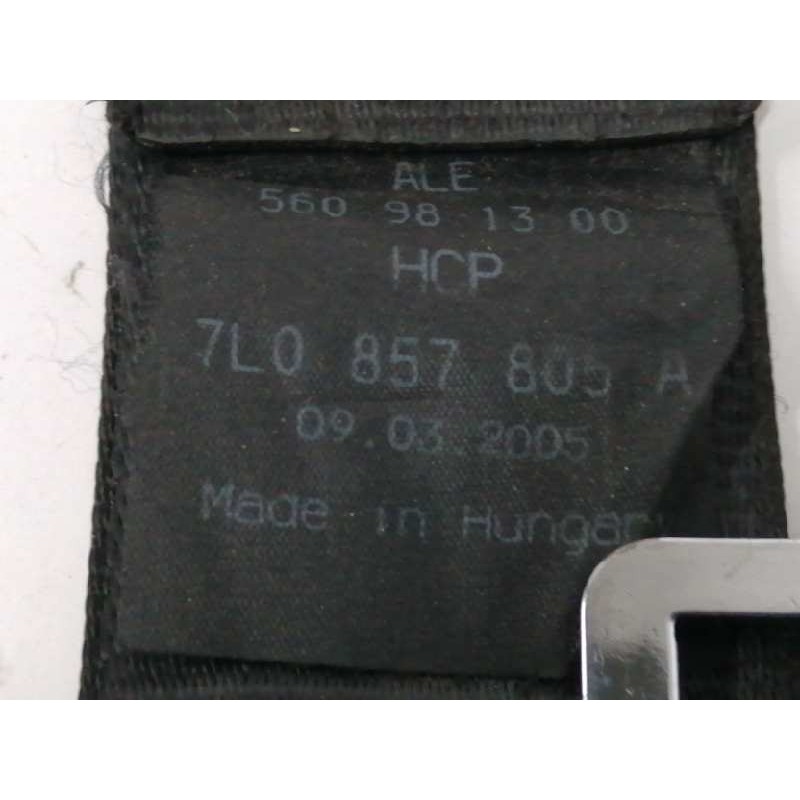 ALE
560 98 13 00
HCP
7L0 857 805 A
09.03.2005
Made in Hungary